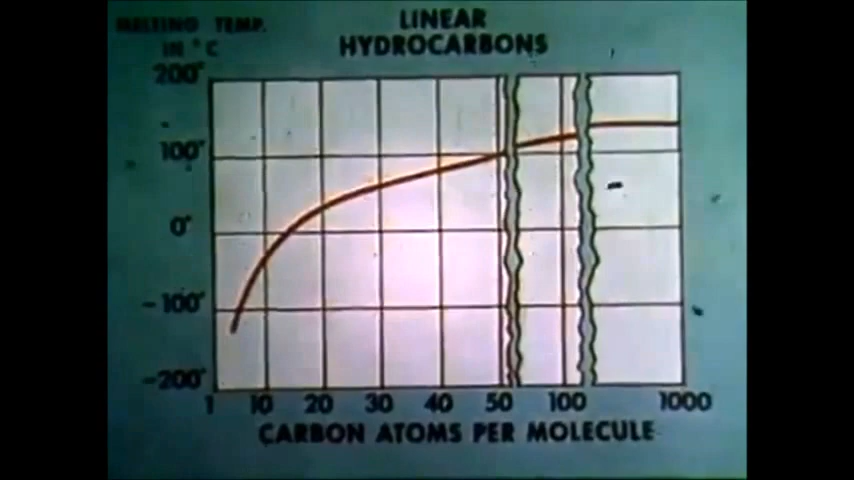 MELTING TEMP.
IN °C
LINEAR
HYDROCARBONS
200°
100°
0°
-100°
-200°
1 10 20 30 40 50 100 1000
CARBON ATOMS PER MOLECULE